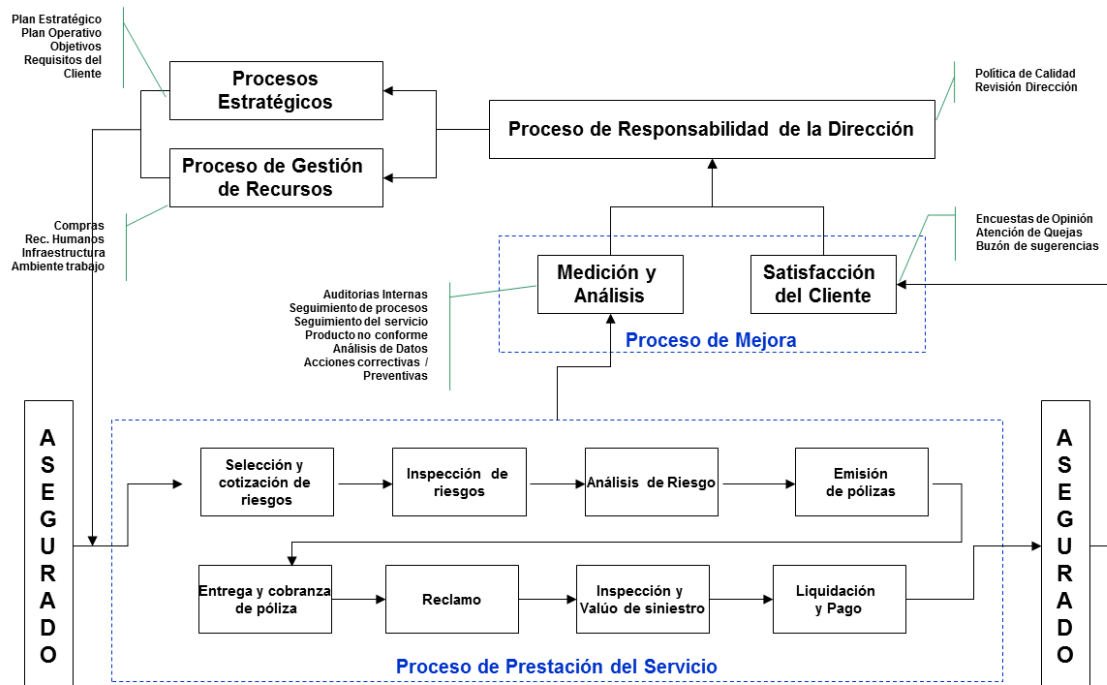 Plan Estratégico
Plan Operativo
Objetivos
Requisitos del
Cliente
Procesos
Estratégicos
Proceso de Responsabilidad de la Dirección
Política de Calidad
Revisión Dirección
Proceso de Gestión
de Recursos
Compras
Rec. Humanos
Infraestructura
Ambiente trabajo
Encuestas de Opinión
Atención de Quejas
Buzón de sugerencias
Medición y
Análisis
Satisfacción
del Cliente
Proceso de Mejora
Auditorias Internas
Seguimiento de procesos
Seguimiento del servicio
Producto no conforme
Análisis de Datos
Acciones correctivas /
Preventivas
ASEGURADO
Selección y
cotización de
riesgos
Inspección de
riesgos
Análisis de Riesgo
Emisión
de pólizas
Entrega y cobranza
de póliza
Reclamo
Inspección y
Valúo de siniestro
Liquidación
y Pago
Proceso de Prestación del Servicio
ASEGURADO